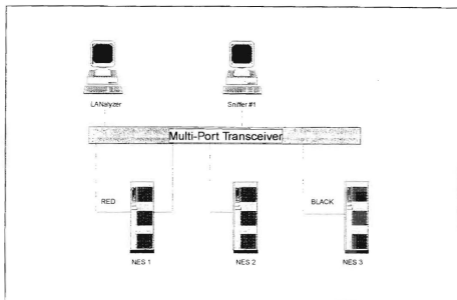 LANalyzer
Sniffer #1
Multi-Port Transceiver
RED
BLACK
NES 1
NES 2
NES 3